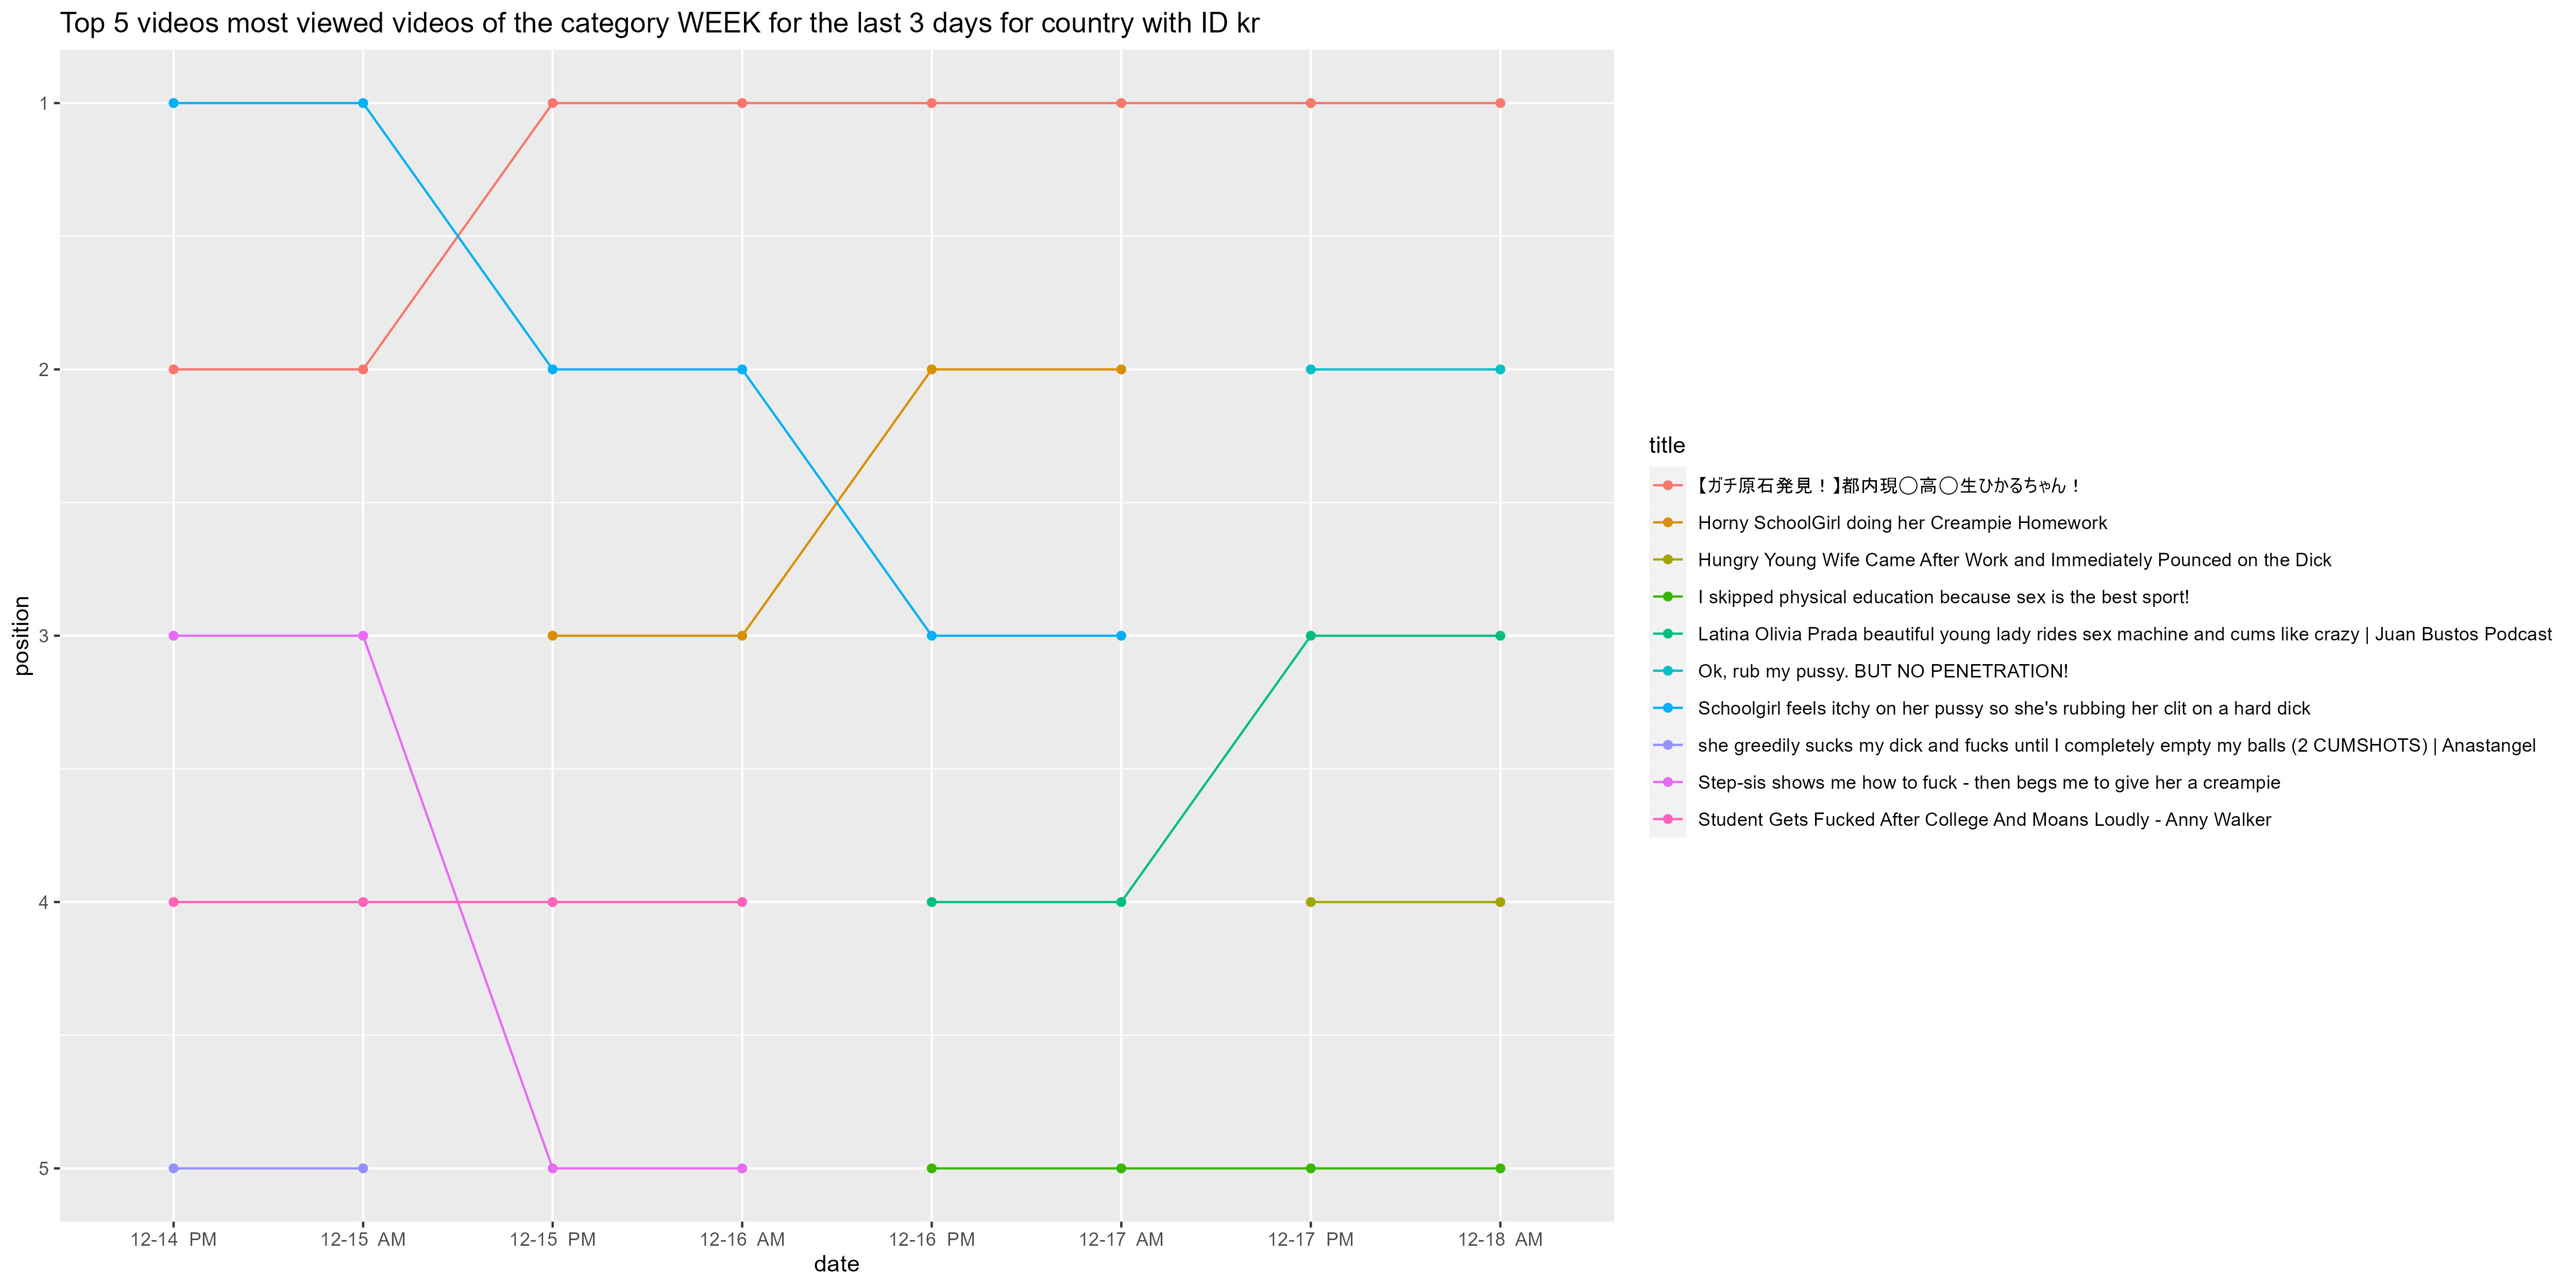 Top 5 videos most viewed videos of the category WEEK for the last 3 days for country with ID kr
position
1
2
3
4
5
12-14 PM
12-15 AM
12-15 PM
12-16 AM
12-16 PM
12-17 AM
12-17 PM
12-18 AM
date
title
【ガチ原石発見！】都内現◯高◯生ひかるちゃん！
Horny SchoolGirl doing her Creampie Homework
Hungry Young Wife Came After Work and Immediately Pounced on the Dick
I skipped physical education because sex is the best sport!
Latina Olivia Prada beautiful young lady rides sex machine and cums like crazy | Juan Bustos Podcast
Ok, rub my pussy. BUT NO PENETRATION!
Schoolgirl feels itchy on her pussy so she's rubbing her clit on a hard dick
she greedily sucks my dick and fucks until I completely empty my balls (2 CUMSHOTS) | Anastangel
Step-sis shows me how to fuck - then begs me to give her a creampie
Student Gets Fucked After College And Moans Loudly - Anny Walker